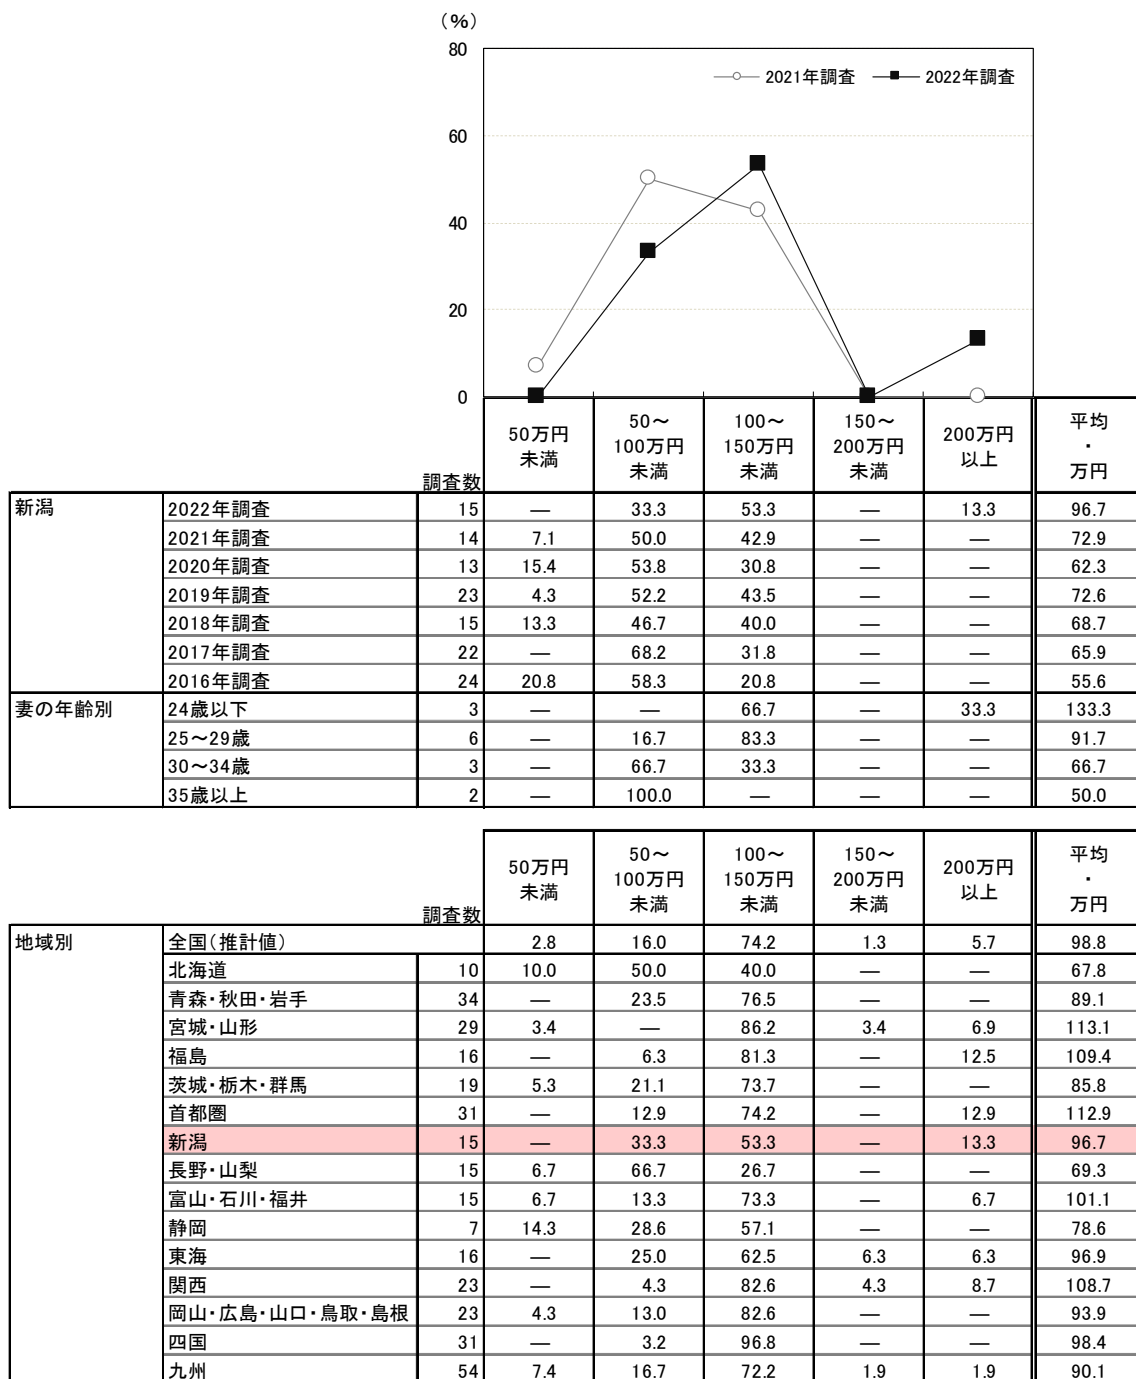 （%）
80
60
40
20
0
2021年調査 2022年調査
調査数 50万円未満 50～100万円未満 100～150万円未満 150～200万円未満 200万円以上 平均・万円
新潟 2022年調査 15 — 33.3 53.3 — 13.3 96.7
2021年調査 14 7.1 50.0 42.9 — — 72.9
2020年調査 13 15.4 53.8 30.8 — — 62.3
2019年調査 23 4.3 52.2 43.5 — — 72.6
2018年調査 15 13.3 46.7 40.0 — — 68.7
2017年調査 22 — 68.2 31.8 — — 65.9
2016年調査 24 20.8 58.3 20.8 — — 55.6
妻の年齢別 24歳以下 3 — — 66.7 — 33.3 133.3
25～29歳 6 — 16.7 83.3 — — 91.7
30～34歳 3 — 66.7 33.3 — — 66.7
35歳以上 2 — 100.0 — — — 50.0
調査数 50万円未満 50～100万円未満 100～150万円未満 150～200万円未満 200万円以上 平均・万円
地域別 全国（推計値） 2.8 16.0 74.2 1.3 5.7 98.8
北海道 10 10.0 50.0 40.0 — — 67.8
青森・秋田・岩手 34 — 23.5 76.5 — — 89.1
宮城・山形 29 3.4 — 86.2 3.4 6.9 113.1
福島 16 — 6.3 81.3 — 12.5 109.4
茨城・栃木・群馬 19 5.3 21.1 73.7 — — 85.8
首都圏 31 — 12.9 74.2 — 12.9 112.9
新潟 15 — 33.3 53.3 — 13.3 96.7
長野・山梨 15 6.7 66.7 26.7 — — 69.3
富山・石川・福井 15 6.7 13.3 73.3 — 6.7 101.1
静岡 7 14.3 28.6 57.1 — — 78.6
東海 16 — 25.0 62.5 6.3 6.3 96.9
関西 23 — 4.3 82.6 4.3 8.7 108.7
岡山・広島・山口・鳥取・島根 23 4.3 13.0 82.6 — — 93.9
四国 31 — 3.2 96.8 — — 98.4
九州 54 7.4 16.7 72.2 1.9 1.9 90.1